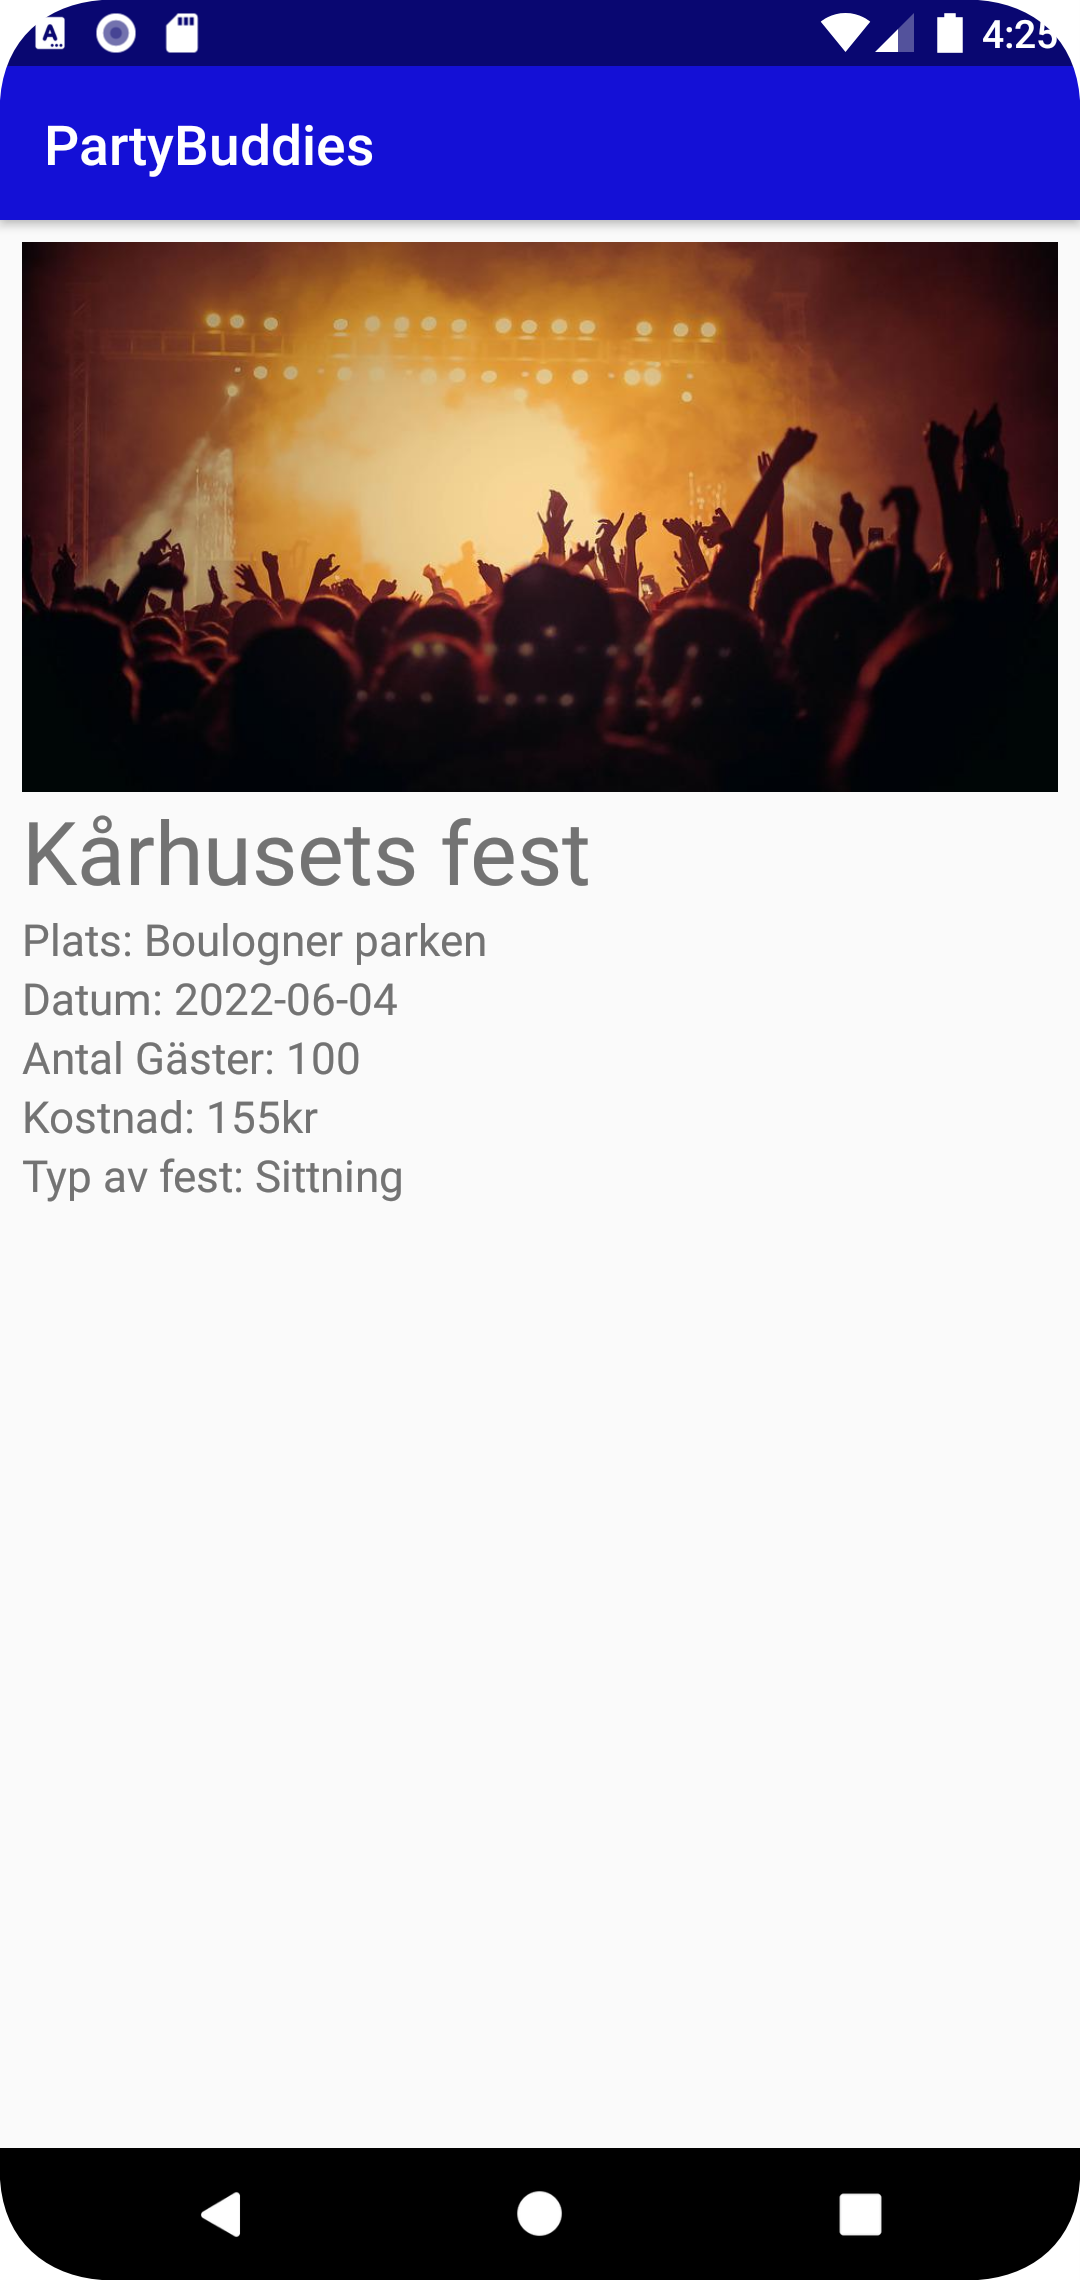 4:25
PartyBuddies
Kårhusets fest
Plats: Boulogner parken
Datum: 2022-06-04
Antal Gäster: 100
Kostnad: 155kr
Typ av fest: Sittning